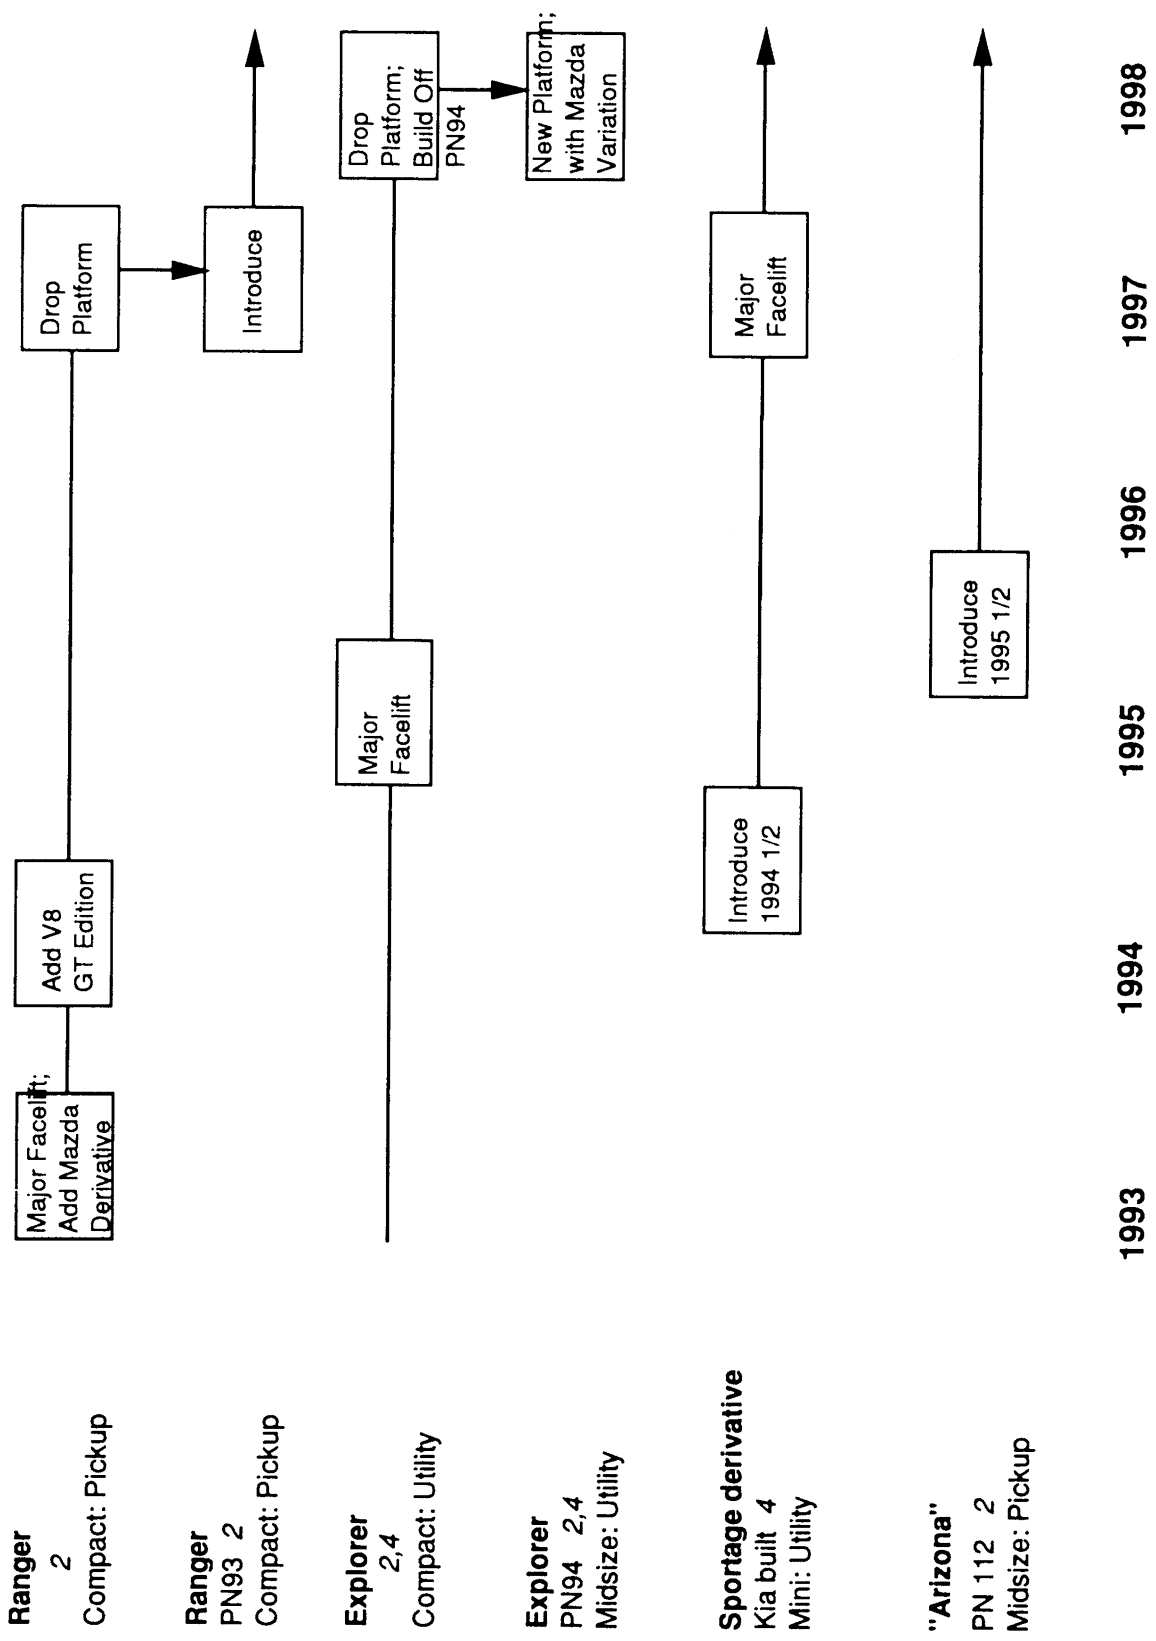 Ranger
2
Compact: Pickup
Major Facelift;
Add Mazda
Derivative
Add V8
GT Edition
Drop
Platform
Ranger
PN93 2
Compact: Pickup
Introduce
Explorer
2,4
Compact: Utility
Major
Facelift
Drop
Platform;
Build Off
PN94
Explorer
PN94 2,4
Midsize: Utility
New Platform;
with Mazda
Variation
Sportage derivative
Kia built 4
Mini: Utility
Introduce
1994 1/2
Major
Facelift
"Arizona"
PN 112 2
Midsize: Pickup
Introduce
1995 1/2
1993
1994
1995
1996
1997
1998